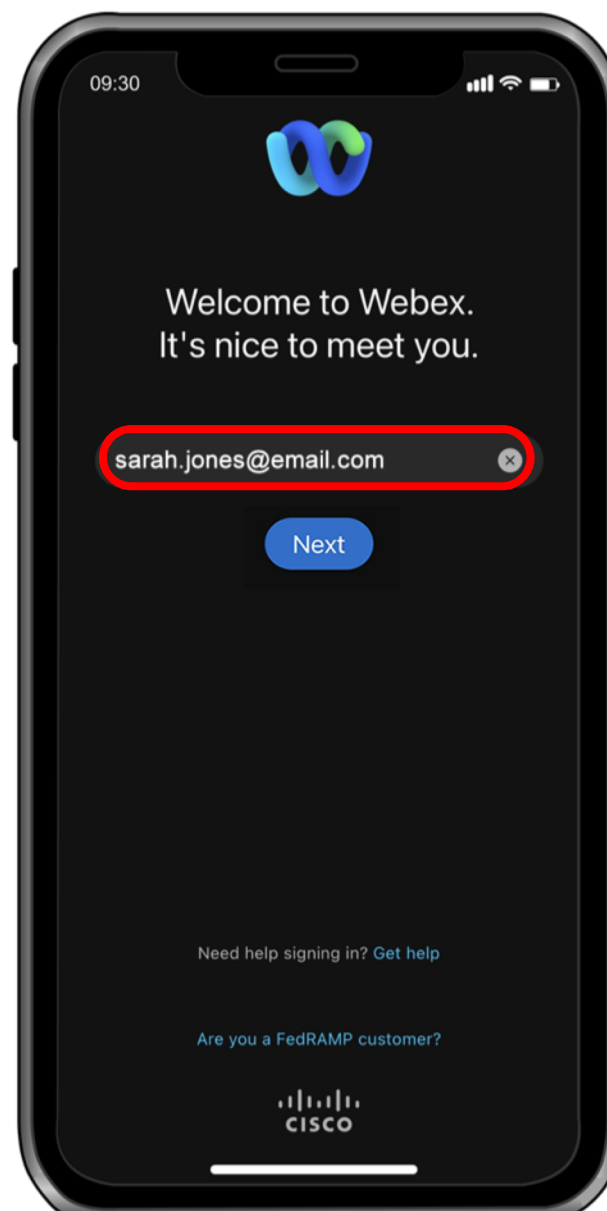 09:30
Welcome to Webex.
It's nice to meet you.
sarah.jones@email.com
Next
Need help signing in? Get help
Are you a FedRAMP customer?
CISCO